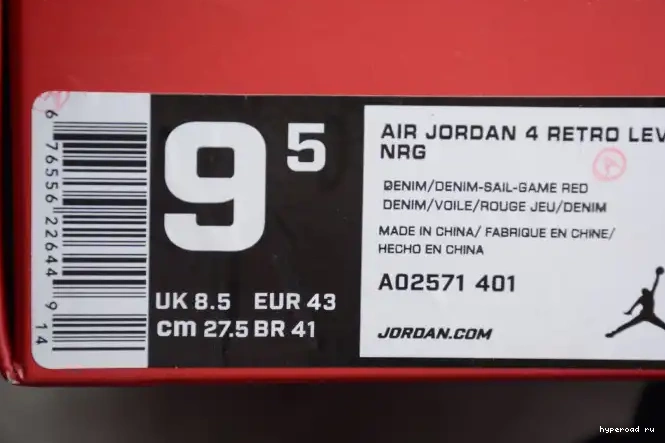 6 76556 22644 9 14
9 5
UK 8.5 EUR 43
cm 27.5 BR 41
AIR JORDAN 4 RETRO LEV
NRG
DENIM/DENIM-SAIL-GAME RED
DENIM/VOILE/ROUGE JEU/DENIM
MADE IN CHINA/ FABRIQUE EN CHINE/
HECHO EN CHINA
AO2571 401
JORDAN.COM
hyperoad ru